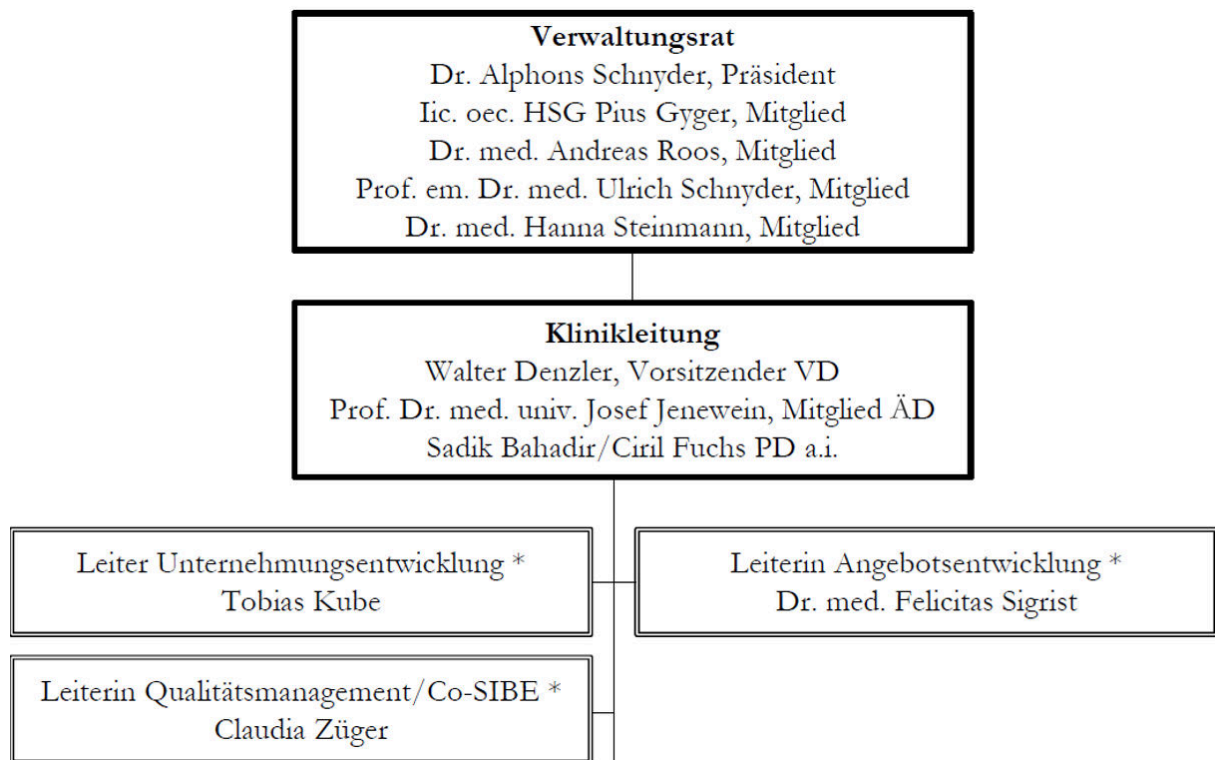 Verwaltungsrat
Dr. Alphons Schnyder, Präsident
lic. oec. HSG Pius Gyger, Mitglied
Dr. med. Andreas Roos, Mitglied
Prof. em. Dr. med. Ulrich Schnyder, Mitglied
Dr. med. Hanna Steinmann, Mitglied
Klinikleitung
Walter Denzler, Vorsitzender VD
Prof. Dr. med. univ. Josef Jenewein, Mitglied ÄD
Sadik Bahadir/Ciril Fuchs PD a.i.
Leiter Unternehmungsentwicklung *
Tobias Kube
Leiterin Angebotsentwicklung *
Dr. med. Felicitas Sigrist
Leiterin Qualitätsmanagement/Co-SIBE *
Claudia Züger